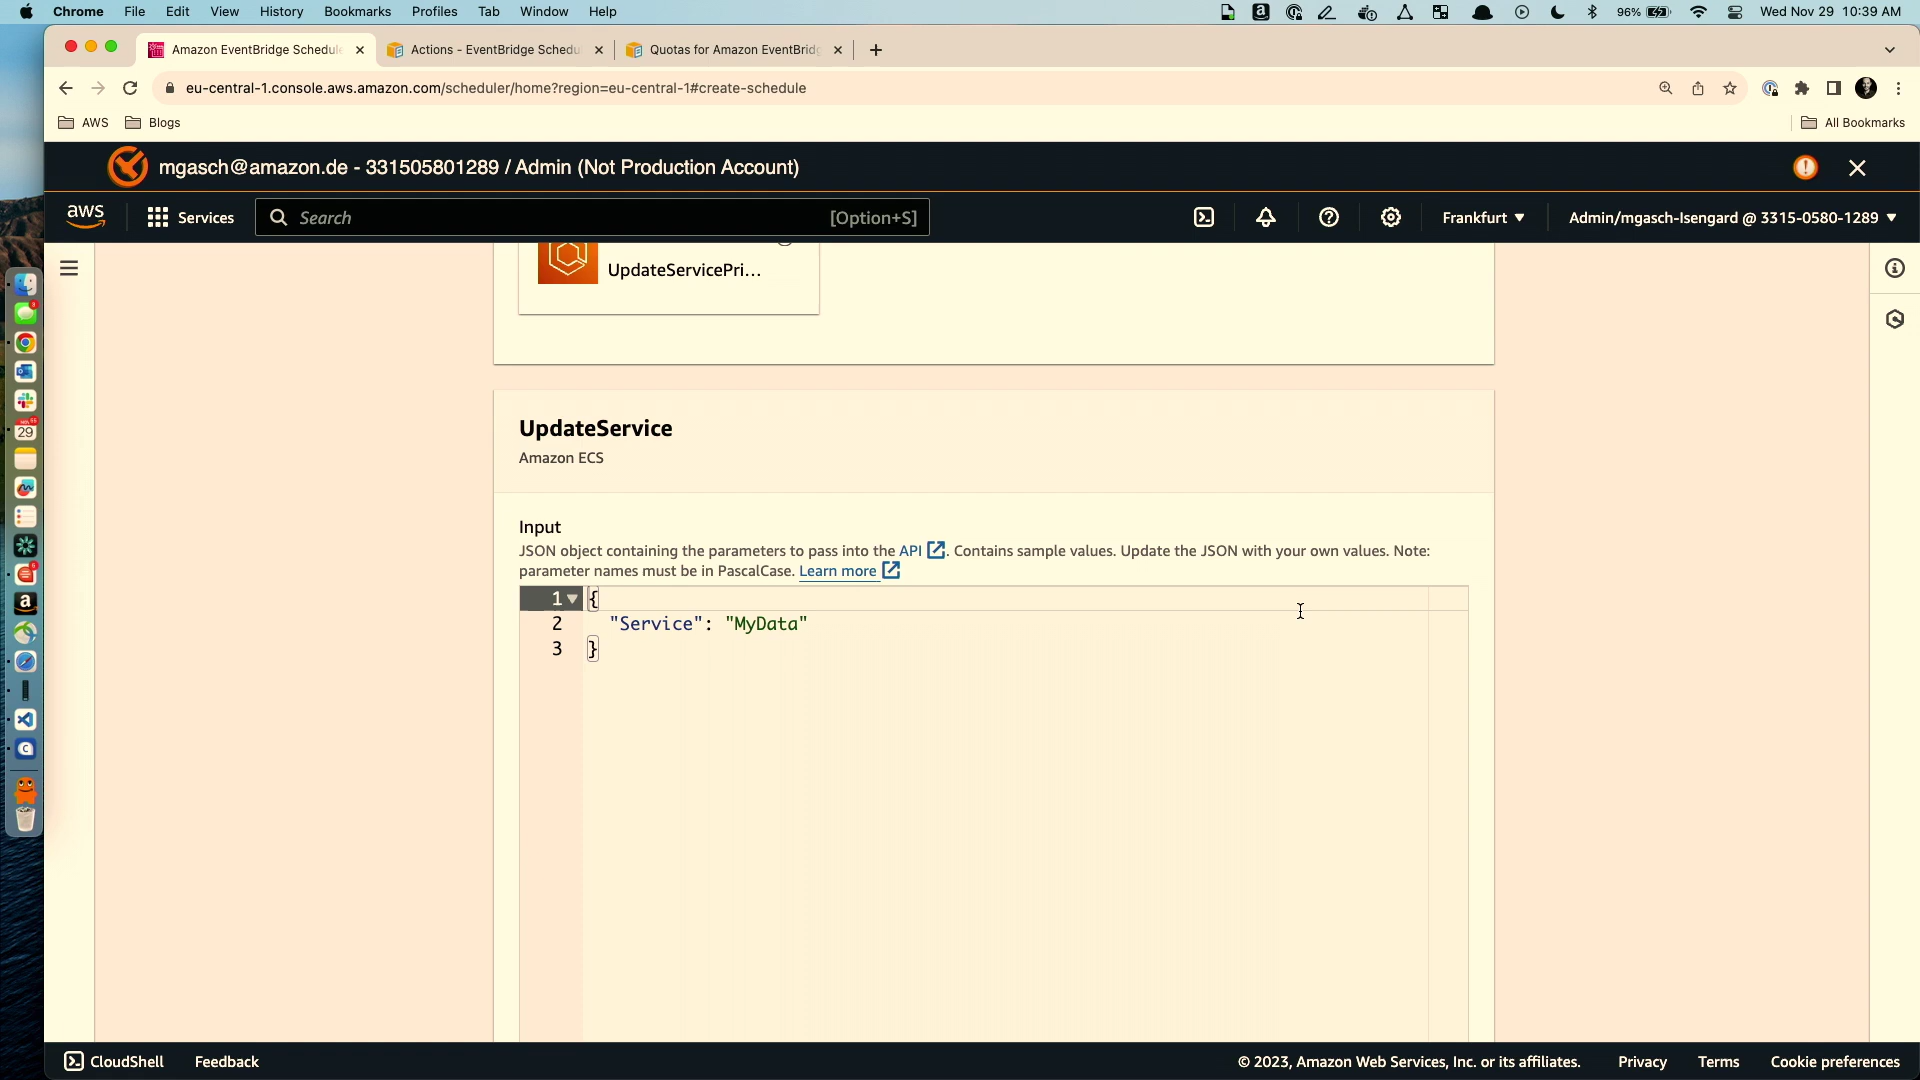 Chrome File Edit View History Bookmarks Profiles Tab Window Help 96% Wed Nov 29 10:39 AM
Amazon EventBridge Schedule Actions - EventBridge Schedu Quotas for Amazon EventBridg
eu-central-1.console.aws.amazon.com/scheduler/home?region=eu-central-1#create-schedule
AWS Blogs All Bookmarks
mgasch@amazon.de - 331505801289 / Admin (Not Production Account)
aws Services Search [Option+S] Frankfurt Admin/mgasch-Isengard @ 3315-0580-1289
UpdateServicePri...
UpdateService
Amazon ECS
Input
JSON object containing the parameters to pass into the API. Contains sample values. Update the JSON with your own values. Note:
parameter names must be in PascalCase. Learn more
1 {
2 "Service": "MyData"
3 }
CloudShell Feedback © 2023, Amazon Web Services, Inc. or its affiliates. Privacy Terms Cookie preferences